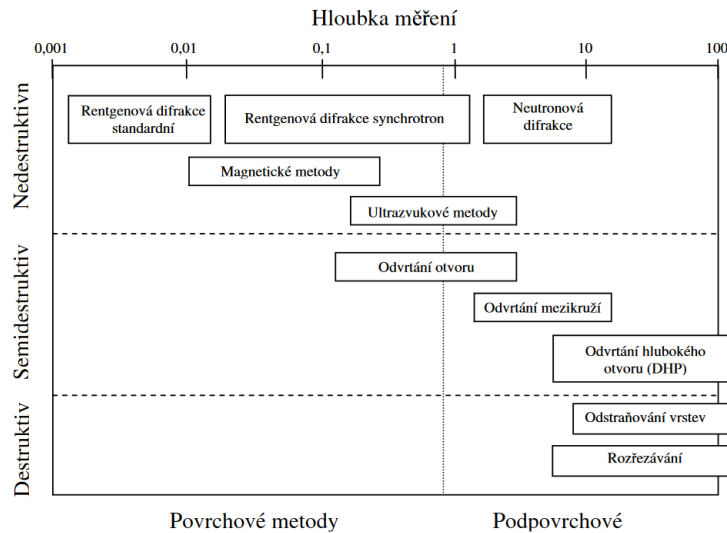 Hloubka měření
0,001 0,01 0,1 1 10 100
Nedestruktivn
Rentgenová difrakce
standardní
Rentgenová difrakce synchrotron
Neutronová
difrakce
Magnetické metody
Ultrazvukové metody
Semidestruktiv
Odvrtání otvoru
Odvrtání mezikruží
Odvrtání hlubokého
otvoru (DHP)
Destruktiv
Odstraňování vrstev
Rozřezávání
Povrchové metody
Podpovrchové